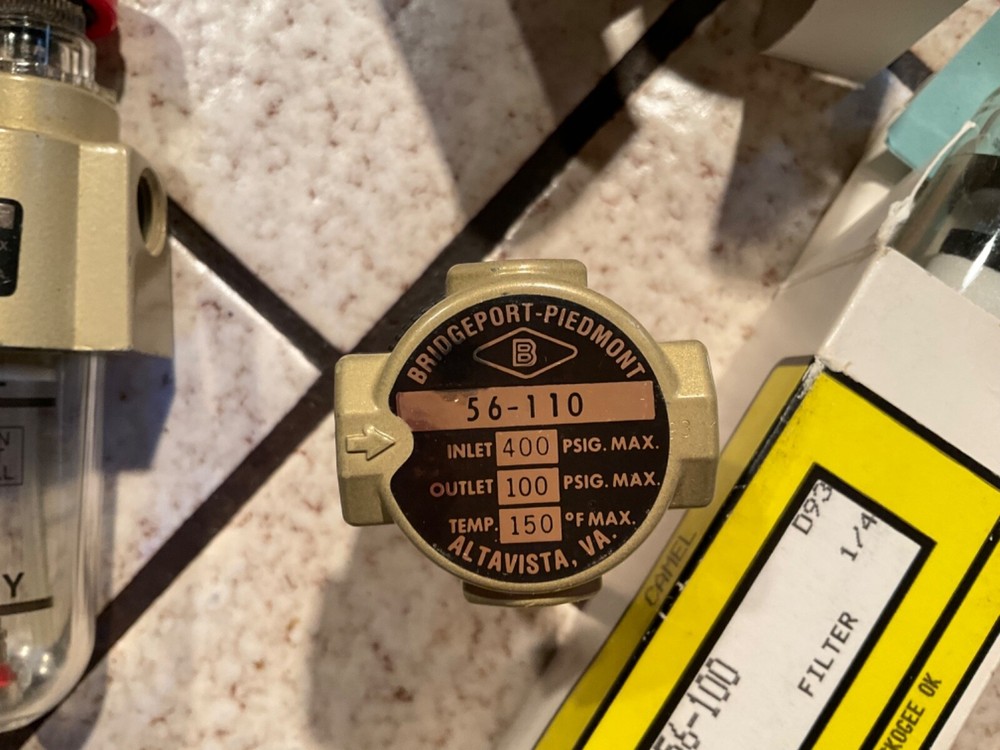 BRIDGEPORT-PIEDMONT
B
56-110
INLET 400 PSIG. MAX.
OUTLET 100 PSIG. MAX.
TEMP. 150 °F MAX.
ALTAVISTA, VA.
CAMEL
D93
1/4
FILTER
56-100
KOGEE OK
Y